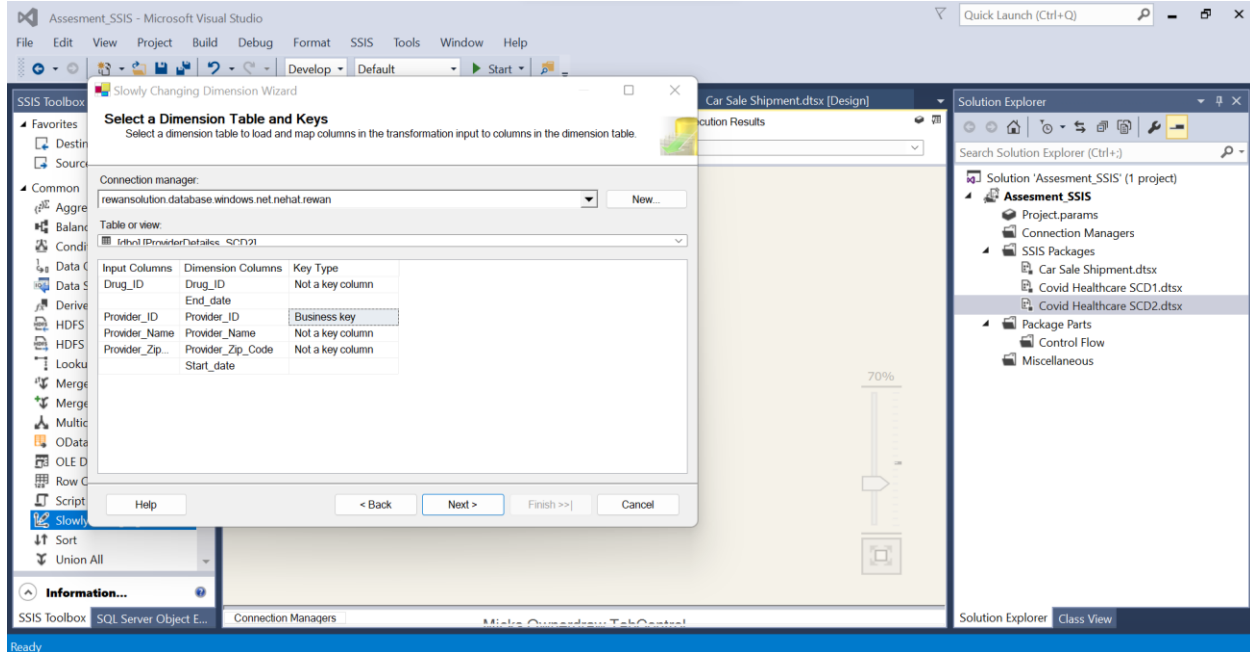 Assesment_SSIS - Microsoft Visual Studio
Quick Launch (Ctrl+Q)
File Edit View Project Build Debug Format SSIS Tools Window Help
Develop Default Start
SSIS Toolbox
Favorites
Destin
Source
Common
Aggre
Balanc
Condi
Data C
Data S
Derive
HDFS
HDFS
Looku
Merge
Merge
Multic
OData
OLE D
Row C
Script
Slowly
Sort
Union All
Information...
SSIS Toolbox SQL Server Object E...
Slowly Changing Dimension Wizard
Select a Dimension Table and Keys
Select a dimension table to load and map columns in the transformation input to columns in the dimension table.
Connection manager:
rewansolution.database.windows.net.nehat.rewan
New...
Table or view:
[dbo].[ProviderDetailss_SCD2]
Input Columns Dimension Columns Key Type
Drug_ID Drug_ID Not a key column
End_date
Provider_ID Provider_ID Business key
Provider_Name Provider_Name Not a key column
Provider_Zip... Provider_Zip_Code Not a key column
Start_date
Help < Back Next > Finish >>| Cancel
Car Sale Shipment.dtsx [Design]
cution Results
70%
Connection Managers
Solution Explorer
Search Solution Explorer (Ctrl+;)
Solution 'Assesment_SSIS' (1 project)
Assesment_SSIS
Project.params
Connection Managers
SSIS Packages
Car Sale Shipment.dtsx
Covid Healthcare SCD1.dtsx
Covid Healthcare SCD2.dtsx
Package Parts
Control Flow
Miscellaneous
Solution Explorer Class View
Ready